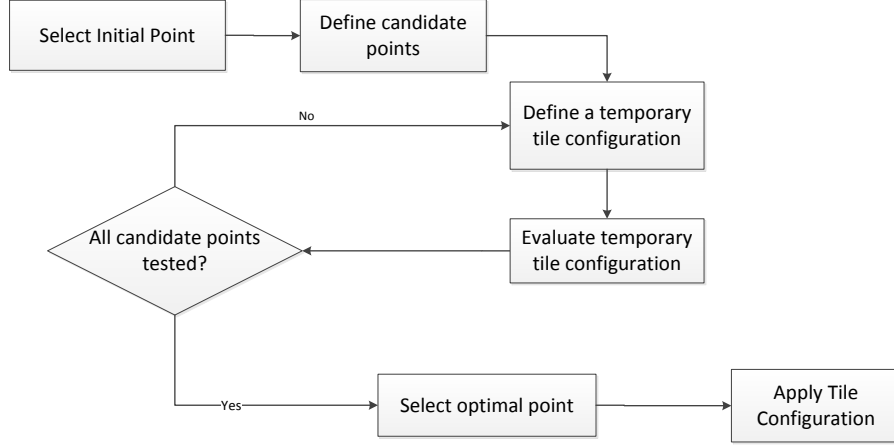 Select Initial Point
Define candidate
points
Define a temporary
tile configuration
No
All candidate points
tested?
Evaluate temporary
tile configuration
Yes
Select optimal point
Apply Tile
Configuration